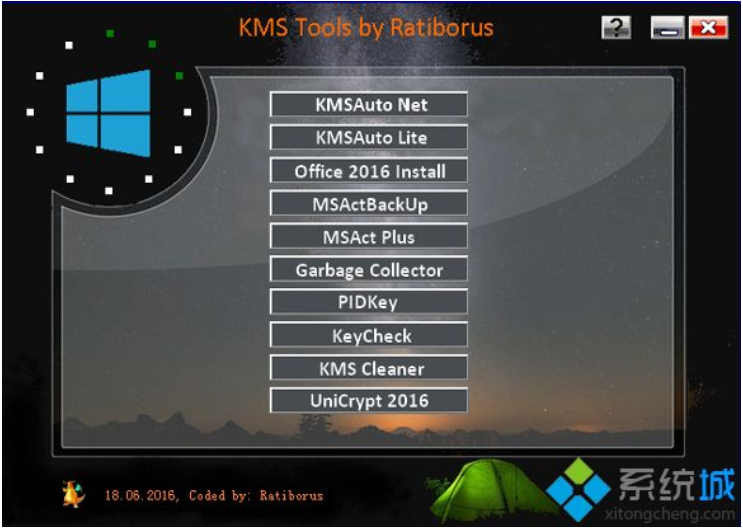 KMS Tools by Ratiborus
?
KMSAuto Net
KMSAuto Lite
Office 2016 Install
MSActBackUp
MSAct Plus
Garbage Collector
PIDKey
KeyCheck
KMS Cleaner
UniCrypt 2016
18.06.2016, Coded by: Ratiborus
系统城
xitongcheng.com